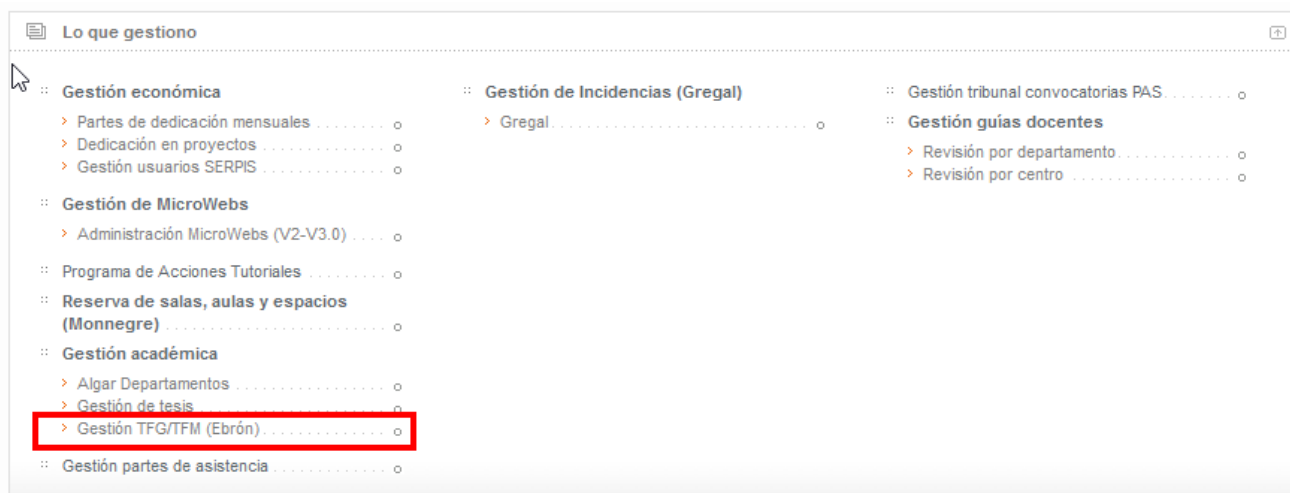 Lo que gestiono
Gestión económica
Partes de dedicación mensuales
Dedicación en proyectos
Gestión usuarios SERPIS
Gestión de MicroWebs
Administración MicroWebs (V2-V3.0)
Programa de Acciones Tutoriales
Reserva de salas, aulas y espacios
(Monnegre)
Gestión académica
Algar Departamentos
Gestión de tesis
Gestión TFG/TFM (Ebrón)
Gestión partes de asistencia
Gestión de Incidencias (Gregal)
Gregal
Gestión tribunal convocatorias PAS
Gestión guías docentes
Revisión por departamento
Revisión por centro